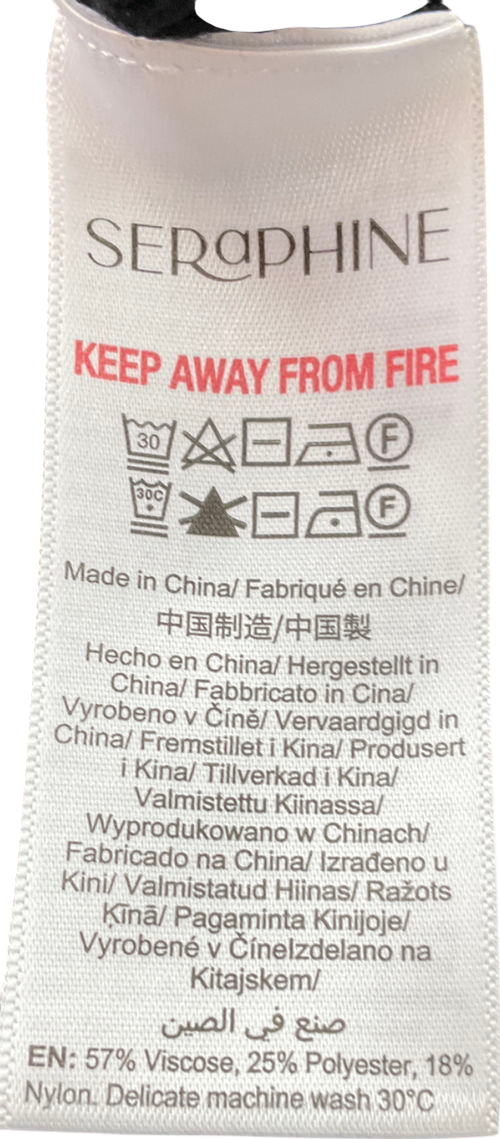 SERaPHINE
KEEP AWAY FROM FIRE
30 F
30C F
Made in China/ Fabriqué en Chine/
中国制造/中国製
Hecho en China/ Hergestellt in
China/ Fabbricato in Cina/
Vyrobeno v Číně/ Vervaardgigd in
China/ Fremstillet i Kina/ Produsert
i Kina/ Tillverkad i Kina/
Valmistettu Kiinassa/
Wyprodukowano w Chinach/
Fabricado na China/ Izrađeno u
Kini/ Valmistatud Hiinas/ Ražots
Ķīnā/ Pagaminta Kinijoje/
Vyrobené v ČíneIzdelano na
Kitajskem/
صنع في الصين
EN: 57% Viscose, 25% Polyester, 18%
Nylon. Delicate machine wash 30°C